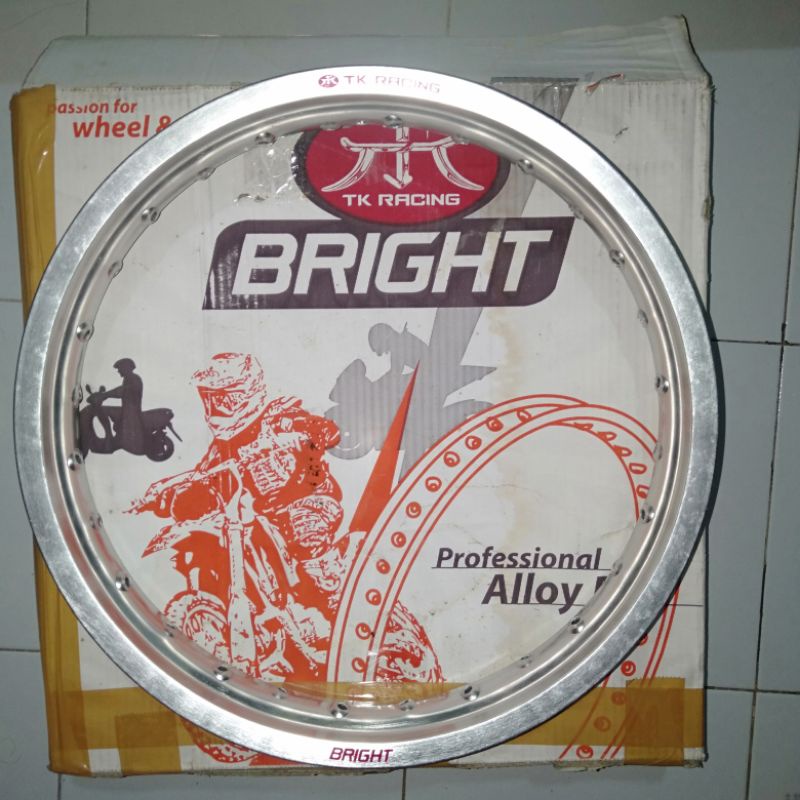 TK RACING
passion for
wheel &
TK RACING
BRIGHT
Professional
Alloy
BRIGHT